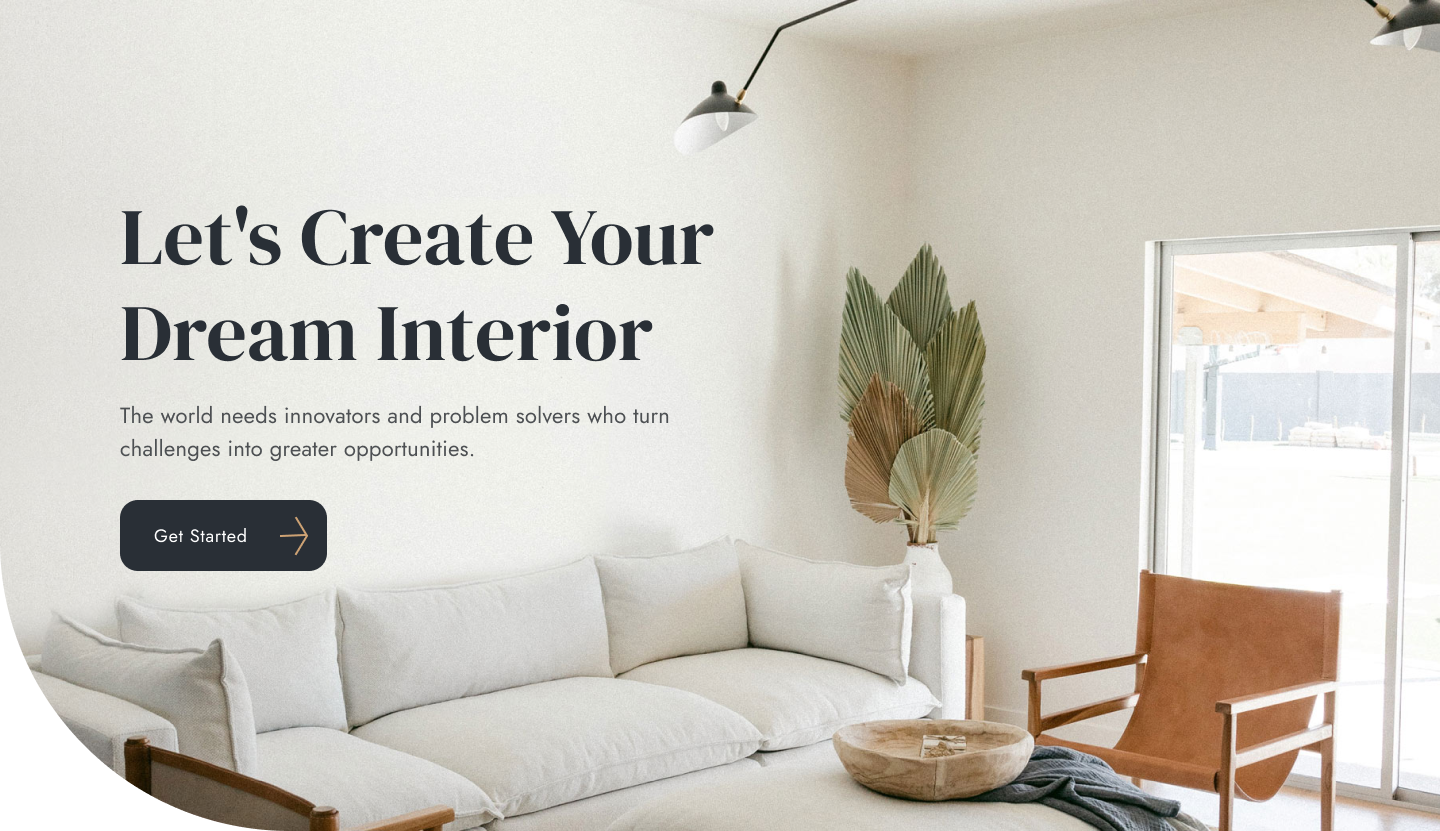 Let's Create Your
Dream Interior
The world needs innovators and problem solvers who turn
challenges into greater opportunities.
Get Started